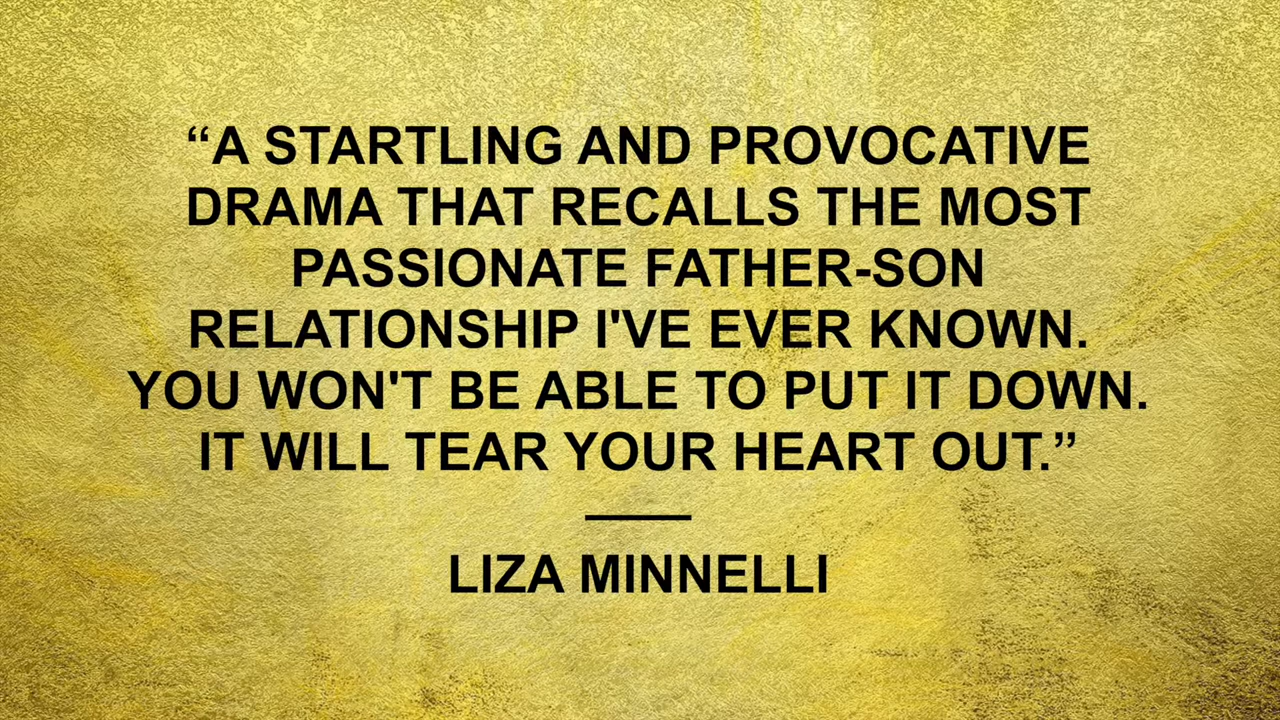 “A STARTLING AND PROVOCATIVE
DRAMA THAT RECALLS THE MOST
PASSIONATE FATHER-SON
RELATIONSHIP I'VE EVER KNOWN.
YOU WON'T BE ABLE TO PUT IT DOWN.
IT WILL TEAR YOUR HEART OUT.”
LIZA MINNELLI